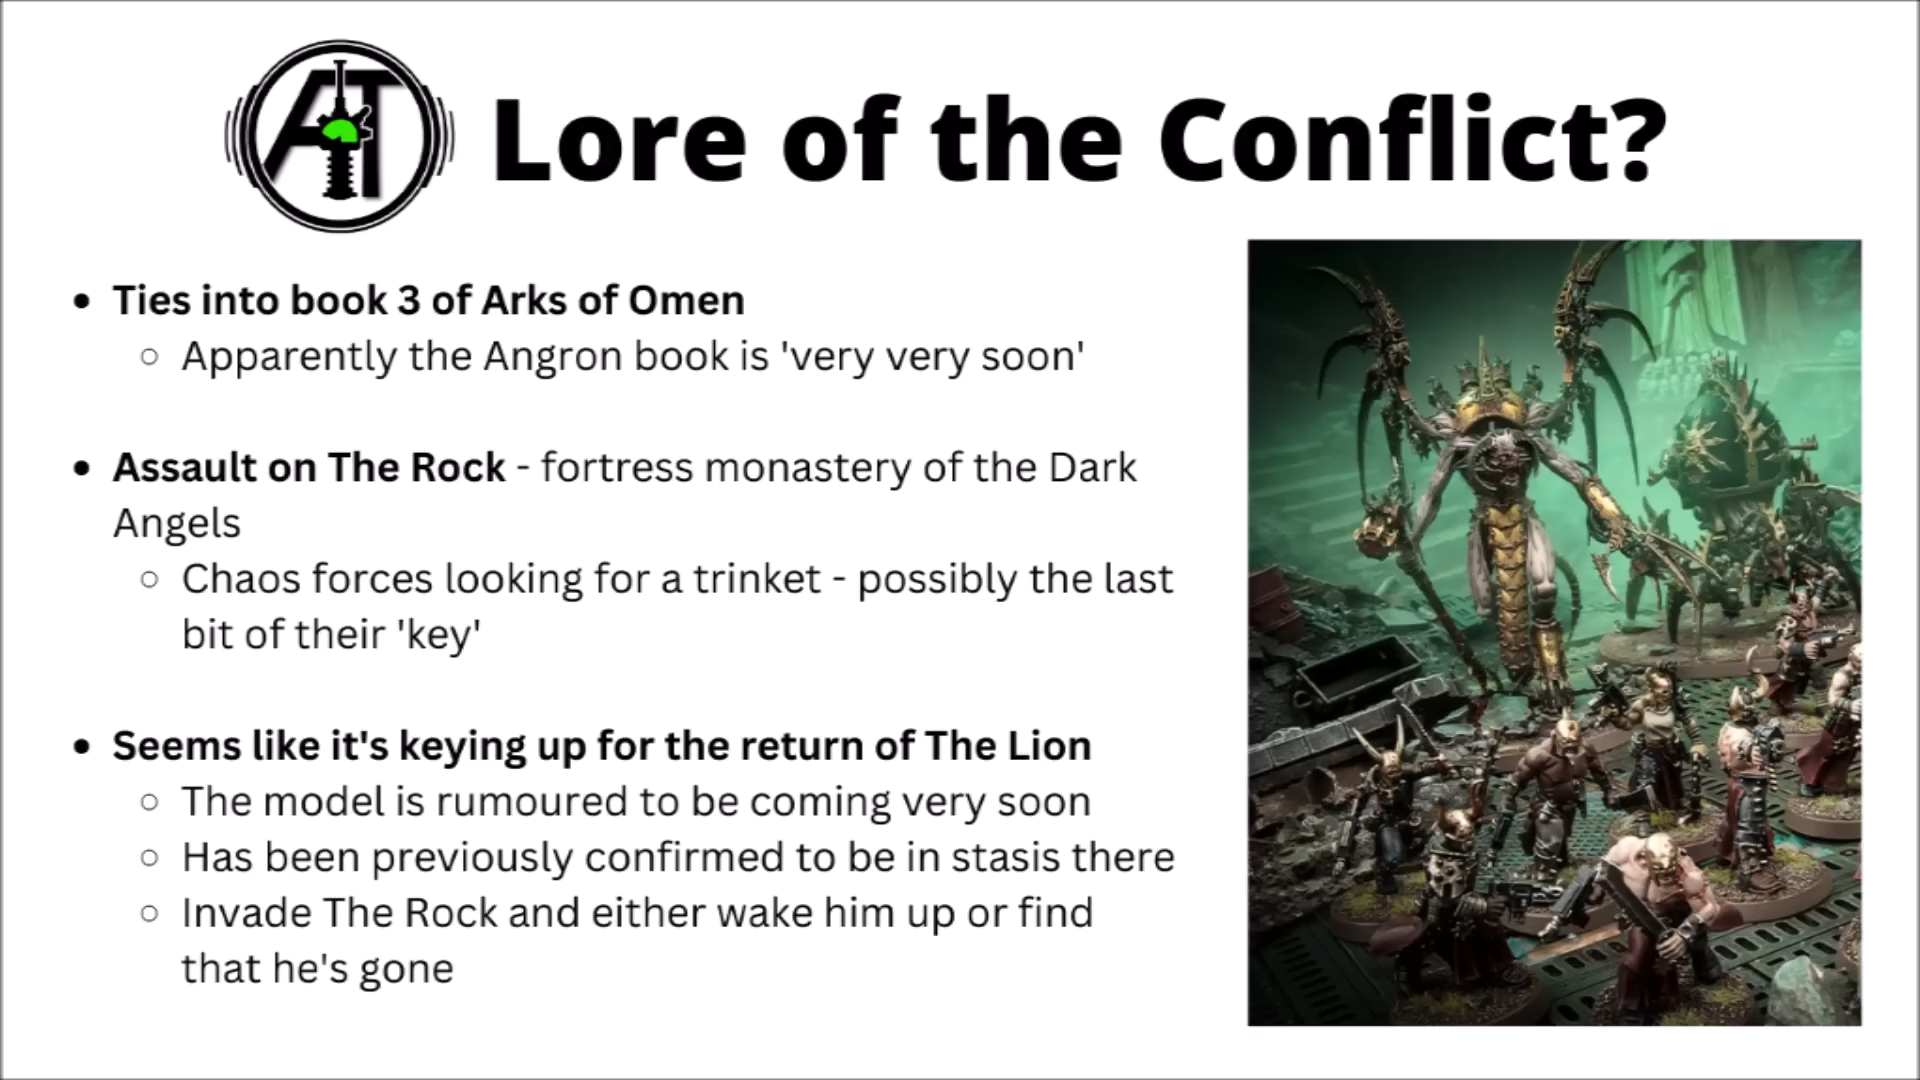 AT
Lore of the Conflict?
• Ties into book 3 of Arks of Omen
○ Apparently the Angron book is 'very very soon'
• Assault on The Rock - fortress monastery of the Dark
Angels
○ Chaos forces looking for a trinket - possibly the last
bit of their 'key'
• Seems like it's keying up for the return of The Lion
○ The model is rumoured to be coming very soon
○ Has been previously confirmed to be in stasis there
○ Invade The Rock and either wake him up or find
that he's gone